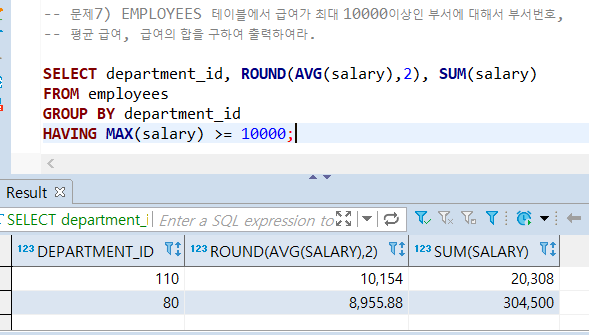 -- 문제7) EMPLOYEES 테이블에서 급여가 최대 10000이상인 부서에 대해서 부서번호,
-- 평균 급여, 급여의 합을 구하여 출력하여라.
SELECT department_id, ROUND(AVG(salary),2), SUM(salary)
FROM employees
GROUP BY department_id
HAVING MAX(salary) >= 10000;
Result
SELECT department_i Enter a SQL expression to
123 DEPARTMENT_ID 123 ROUND(AVG(SALARY),2) 123 SUM(SALARY)
110 10,154 20,308
80 8,955.88 304,500